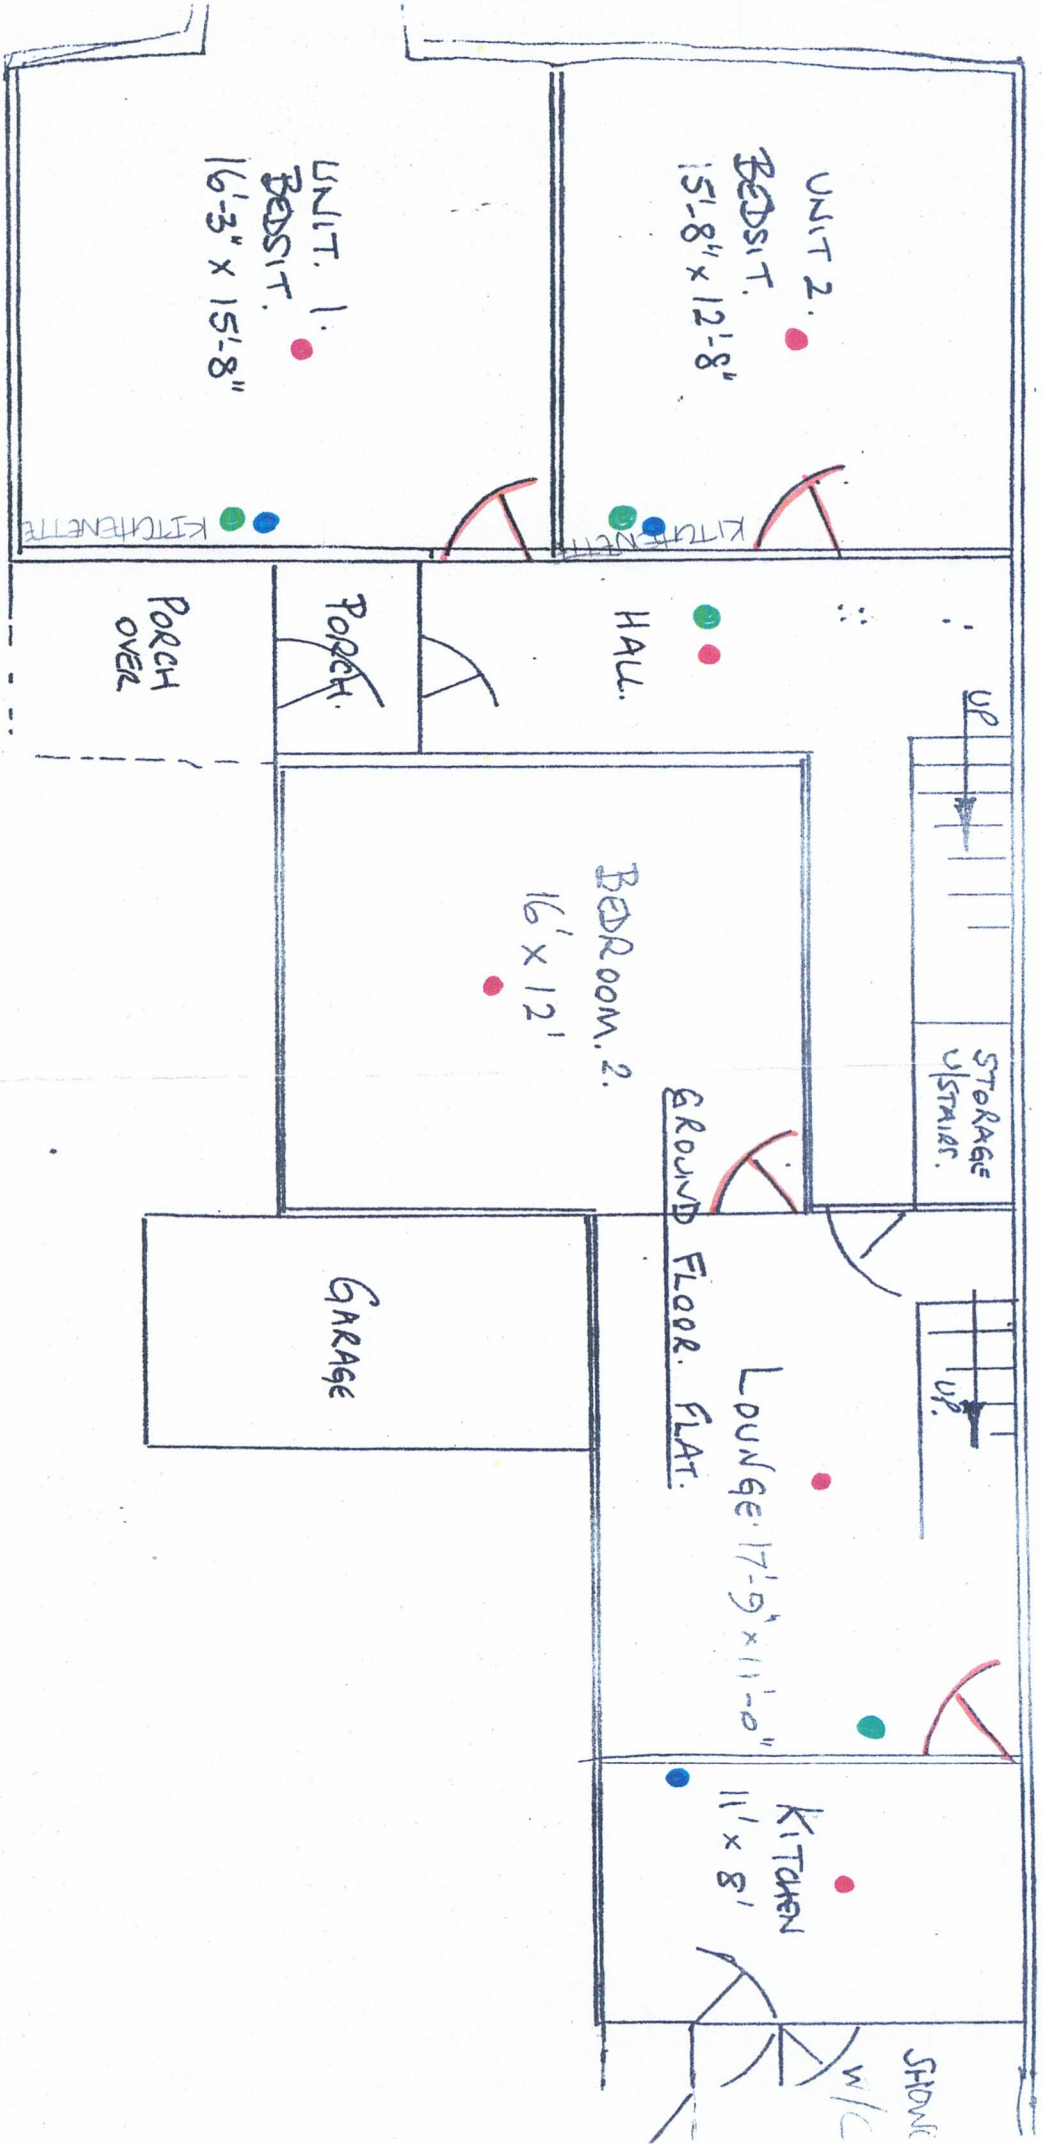 UNIT 2.
BEDSIT.
15'-8" x 12'-8"
KITCHENETTE
UNIT. 1.
BEDSIT.
16'-3" x 15'-8"
KITCHENETTE
UP
HALL.
PORCH.
PORCH
OVER
STORAGE
U/STAIRS.
BEDROOM. 2.
16' x 12'
GROUND FLOOR. FLAT.
UP.
LOUNGE. 17'-9" x 11'-0"
GARAGE
KITCHEN
11' x 8'
SHOW
W/C